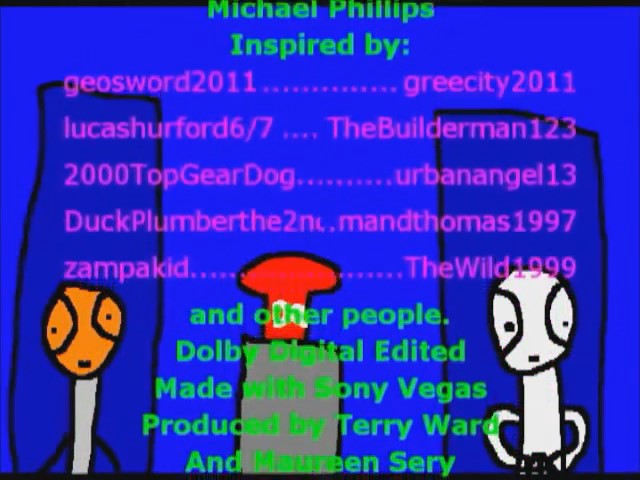 Michael Phillips
Inspired by:
geosword2011.............. greecity2011
lucashurford6/7 .... TheBuilderman123
2000TopGearDog..........urbanangel13
mandthomas1997
zampakid......................TheWild1999
and other people.
Dolby Digital Edited
Made with Sony Vegas
Produced by Terry Ward
And Maureen Sery